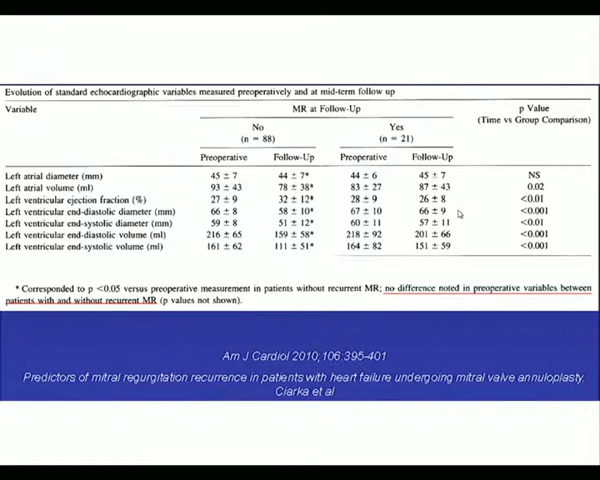 Evolution of standard echocardiographic variables measured preoperatively and at mid-term follow up
Variable MR at Follow-Up p Value
(Time vs Group Comparison)
No Yes
(n = 88) (n = 21)
Preoperative Follow-Up Preoperative Follow-Up
Left atrial diameter (mm) 45 ± 7 44 ± 7* 44 ± 6 45 ± 7 NS
Left atrial volume (ml) 93 ± 43 78 ± 38* 83 ± 27 87 ± 43 0.02
Left ventricular ejection fraction (%) 27 ± 9 32 ± 12* 28 ± 9 26 ± 8 <0.01
Left ventricular end-diastolic diameter (mm) 66 ± 8 58 ± 10* 67 ± 10 66 ± 9 <0.001
Left ventricular end-systolic diameter (mm) 59 ± 8 51 ± 12* 60 ± 11 57 ± 11 <0.01
Left ventricular end-diastolic volume (ml) 216 ± 65 159 ± 58* 218 ± 92 201 ± 66 <0.001
Left ventricular end-systolic volume (ml) 161 ± 62 111 ± 51* 164 ± 82 151 ± 59 <0.001
* Corresponded to p <0.05 versus preoperative measurement in patients without recurrent MR; no difference noted in preoperative variables between
patients with and without recurrent MR (p values not shown).
Am J Cardiol 2010;106:395-401
Predictors of mitral regurgitation recurrence in patients with heart failure undergoing mitral valve annuloplasty.
Ciarka et al